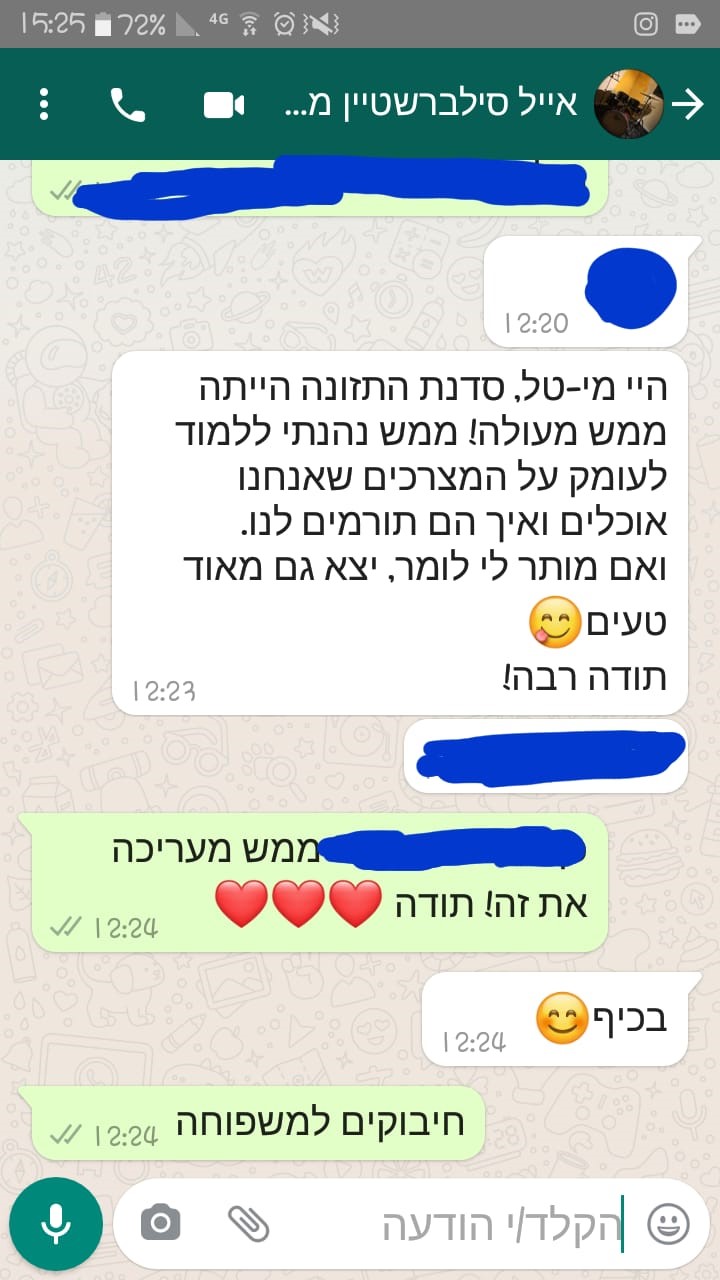 15:25 72% 4G
אייל סילברשטיין מ...
12:20
היי מי-טל, סדנת התזונה הייתה
ממש מעולה! ממש נהנתי ללמוד
לעומק על המצרכים שאנחנו
אוכלים ואיך הם תורמים לנו.
ואם מותר לי לומר, יצא גם מאוד
טעים😋
תודה רבה!
12:23
ממש מעריכה
את זה! תודה ❤️❤️❤️
12:24
בכיף😊
12:24
חיבוקים למשפוחה
12:24
הקלד/י הודעה